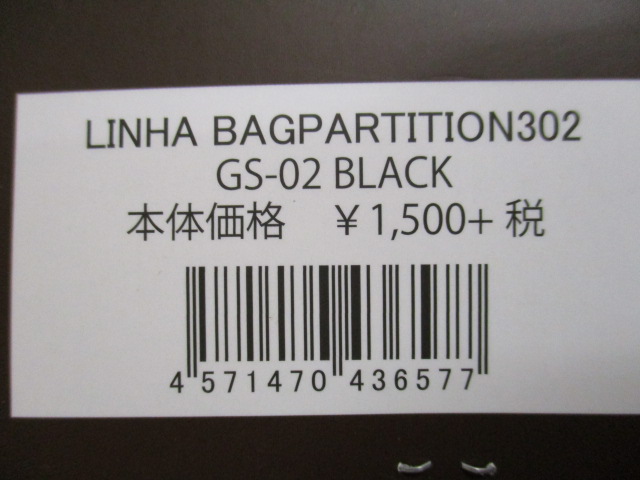 LINHA BAGPARTITION302
GS-02 BLACK
本体価格 ￥1,500+ 税
4 571470 436577